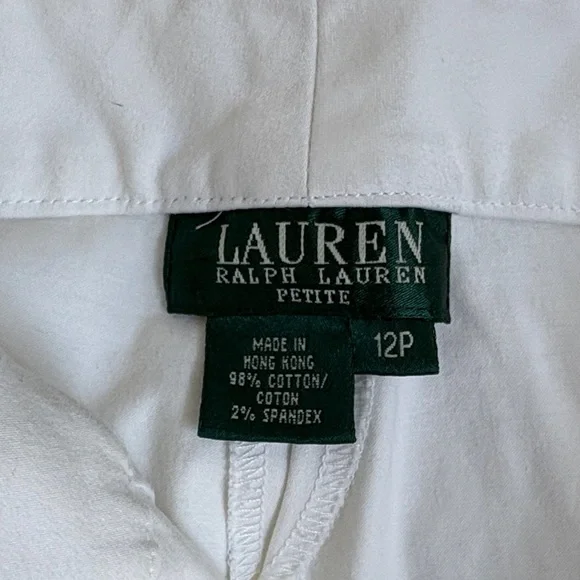 LAUREN
RALPH LAUREN
PETITE
12P
MADE IN
HONG KONG
98% COTTON/
COTON
2% SPANDEX